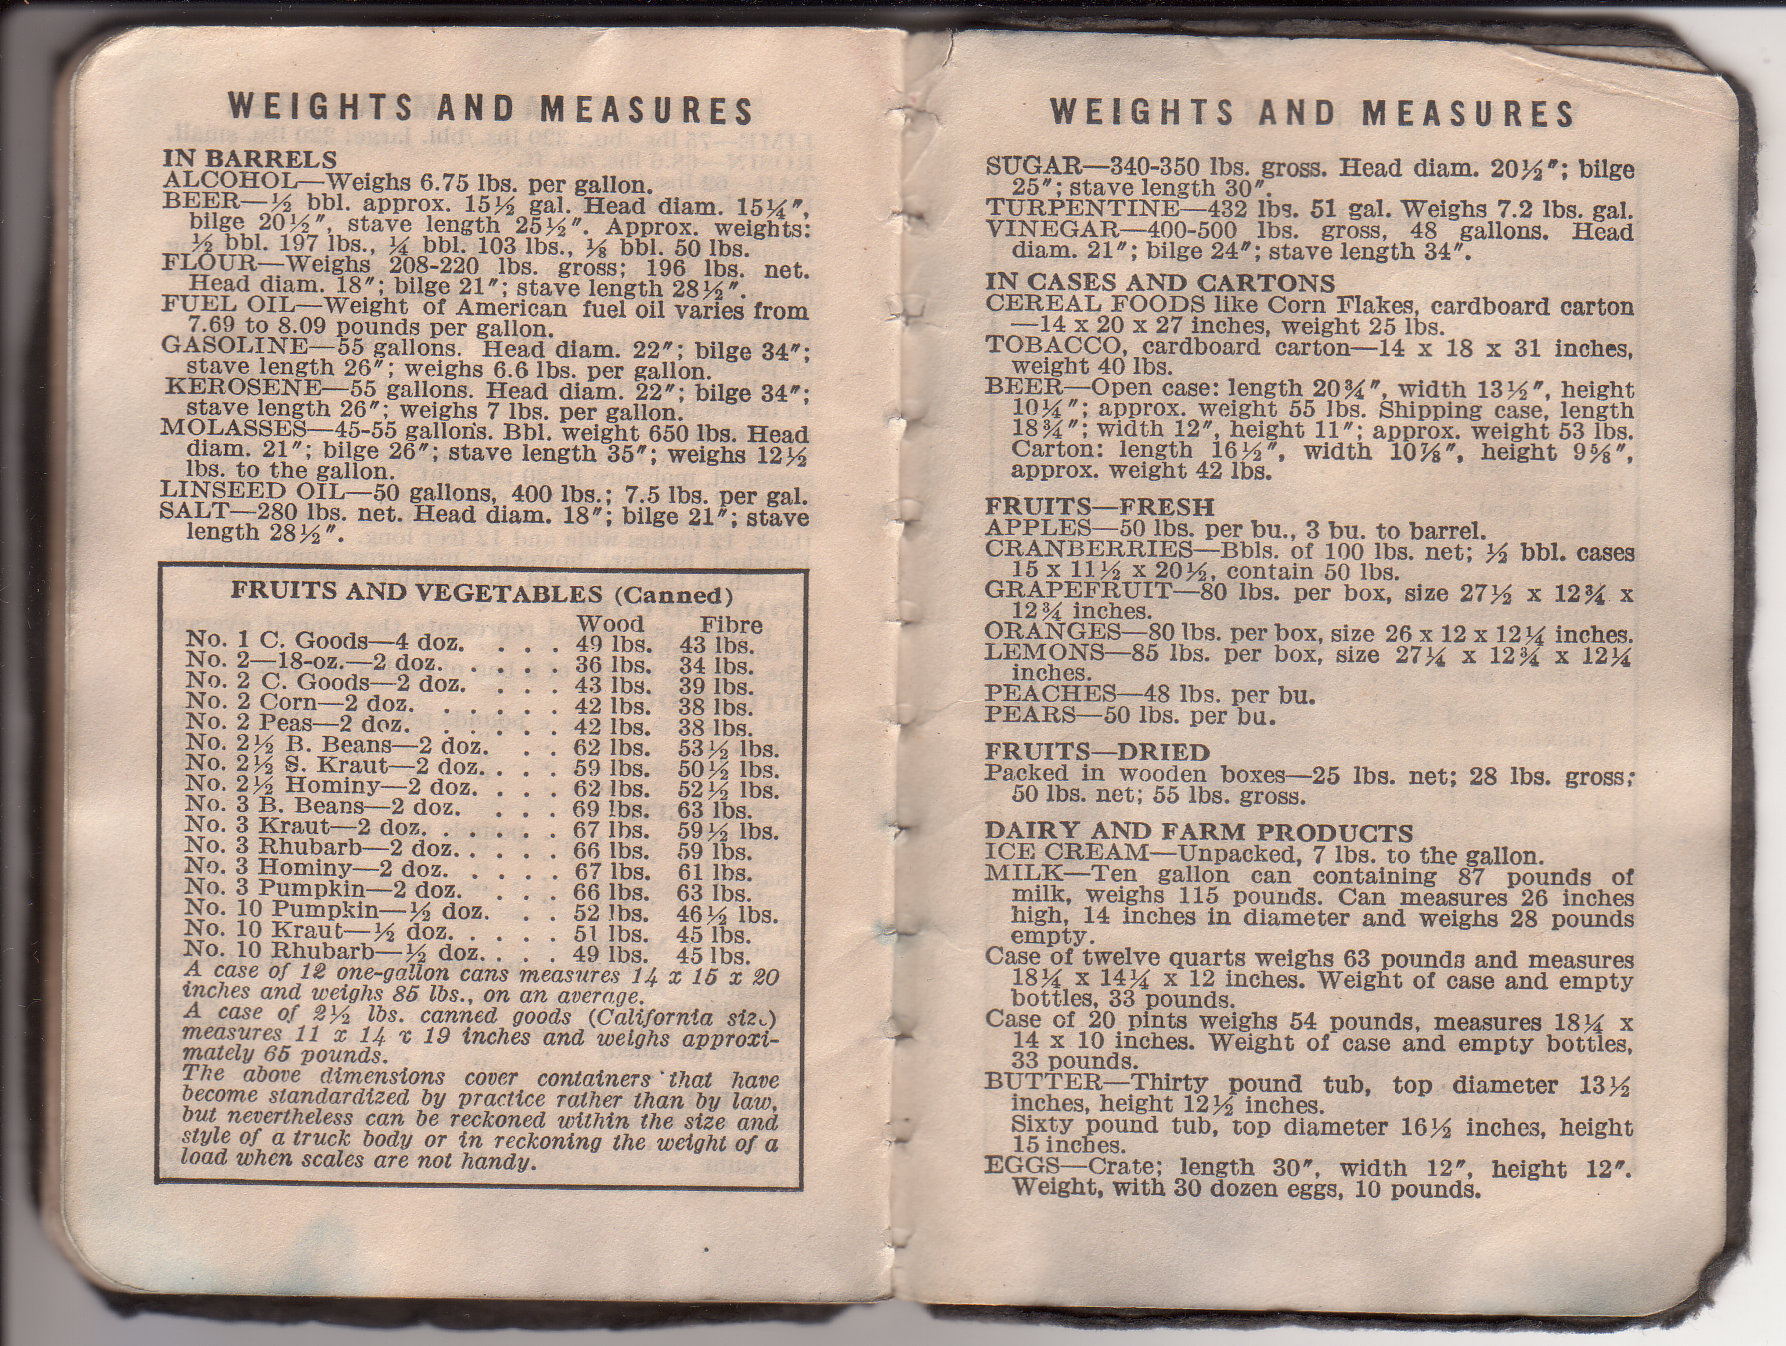 WEIGHTS AND MEASURES
IN BARRELS
ALCOHOL—Weighs 6.75 lbs. per gallon.
BEER—½ bbl. approx. 15½ gal. Head diam. 15¼″,
bilge 20½″, stave length 25½″. Approx. weights:
½ bbl. 197 lbs., ¼ bbl. 103 lbs., ⅛ bbl. 50 lbs.
FLOUR—Weighs 208-220 lbs. gross; 196 lbs. net.
Head diam. 18″; bilge 21″; stave length 28½″.
FUEL OIL—Weight of American fuel oil varies from
7.69 to 8.09 pounds per gallon.
GASOLINE—55 gallons. Head diam. 22″; bilge 34″;
stave length 26″; weighs 6.6 lbs. per gallon.
KEROSENE—55 gallons. Head diam. 22″; bilge 34″;
stave length 26″; weighs 7 lbs. per gallon.
MOLASSES—45-55 gallons. Bbl. weight 650 lbs. Head
diam. 21″; bilge 26″; stave length 35″; weighs 12½
lbs. to the gallon.
LINSEED OIL—50 gallons, 400 lbs.; 7.5 lbs. per gal.
SALT—280 lbs. net. Head diam. 18″; bilge 21″; stave
length 28½″.
FRUITS AND VEGETABLES (Canned)
Wood Fibre
No. 1 C. Goods—4 doz. . . . 49 lbs. 43 lbs.
No. 2—18-oz.—2 doz. . . . . 36 lbs. 34 lbs.
No. 2 C. Goods—2 doz. . . . 43 lbs. 39 lbs.
No. 2 Corn—2 doz. . . . . . 42 lbs. 38 lbs.
No. 2 Peas—2 doz. . . . . . 42 lbs. 38 lbs.
No. 2½ B. Beans—2 doz. . . 62 lbs. 53½ lbs.
No. 2½ S. Kraut—2 doz. . . . 59 lbs. 50½ lbs.
No. 2½ Hominy—2 doz. . . . 62 lbs. 52½ lbs.
No. 3 B. Beans—2 doz. . . . 69 lbs. 63 lbs.
No. 3 Kraut—2 doz. . . . . 67 lbs. 59½ lbs.
No. 3 Rhubarb—2 doz. . . . . 66 lbs. 59 lbs.
No. 3 Hominy—2 doz. . . . . 67 lbs. 61 lbs.
No. 3 Pumpkin—2 doz. . . . 66 lbs. 63 lbs.
No. 10 Pumpkin—½ doz. . . 52 lbs. 46½ lbs.
No. 10 Kraut—½ doz. . . . . 51 lbs. 45 lbs.
No. 10 Rhubarb—½ doz. . . . 49 lbs. 45 lbs.
A case of 12 one-gallon cans measures 14 x 15 x 20
inches and weighs 85 lbs., on an average.
A case of 2½ lbs. canned goods (California size)
measures 11 x 14 x 19 inches and weighs approxi-
mately 65 pounds.
The above dimensions cover containers that have
become standardized by practice rather than by law,
but nevertheless can be reckoned within the size and
style of a truck body or in reckoning the weight of a
load when scales are not handy.
WEIGHTS AND MEASURES
SUGAR—340-350 lbs. gross. Head diam. 20½″; bilge
25″; stave length 30″.
TURPENTINE—432 lbs. 51 gal. Weighs 7.2 lbs. gal.
VINEGAR—400-500 lbs. gross, 48 gallons. Head
diam. 21″; bilge 24″; stave length 34″.
IN CASES AND CARTONS
CEREAL FOODS like Corn Flakes, cardboard carton
—14 x 20 x 27 inches, weight 25 lbs.
TOBACCO, cardboard carton—14 x 18 x 31 inches,
weight 40 lbs.
BEER—Open case: length 20¾″, width 13½″, height
10¼″; approx. weight 55 lbs. Shipping case, length
18¾″; width 12″, height 11″; approx. weight 53 lbs.
Carton: length 16½″, width 10⅞″, height 9⅝″,
approx. weight 42 lbs.
FRUITS—FRESH
APPLES—50 lbs. per bu., 3 bu. to barrel.
CRANBERRIES—Bbls. of 100 lbs. net; ½ bbl. cases
15 x 11½ x 20½, contain 50 lbs.
GRAPEFRUIT—80 lbs. per box, size 27½ x 12¾ x
12¾ inches.
ORANGES—80 lbs. per box, size 26 x 12 x 12¼ inches.
LEMONS—85 lbs. per box, size 27¼ x 12¾ x 12¼
inches.
PEACHES—48 lbs. per bu.
PEARS—50 lbs. per bu.
FRUITS—DRIED
Packed in wooden boxes—25 lbs. net; 28 lbs. gross;
50 lbs. net; 55 lbs. gross.
DAIRY AND FARM PRODUCTS
ICE CREAM—Unpacked, 7 lbs. to the gallon.
MILK—Ten gallon can containing 87 pounds of
milk, weighs 115 pounds. Can measures 26 inches
high, 14 inches in diameter and weighs 28 pounds
empty.
Case of twelve quarts weighs 63 pounds and measures
18¼ x 14¼ x 12 inches. Weight of case and empty
bottles, 33 pounds.
Case of 20 pints weighs 54 pounds, measures 18¼ x
14 x 10 inches. Weight of case and empty bottles,
33 pounds.
BUTTER—Thirty pound tub, top diameter 13½
inches, height 12½ inches.
Sixty pound tub, top diameter 16½ inches, height
15 inches.
EGGS—Crate; length 30″, width 12″, height 12″.
Weight, with 30 dozen eggs, 10 pounds.